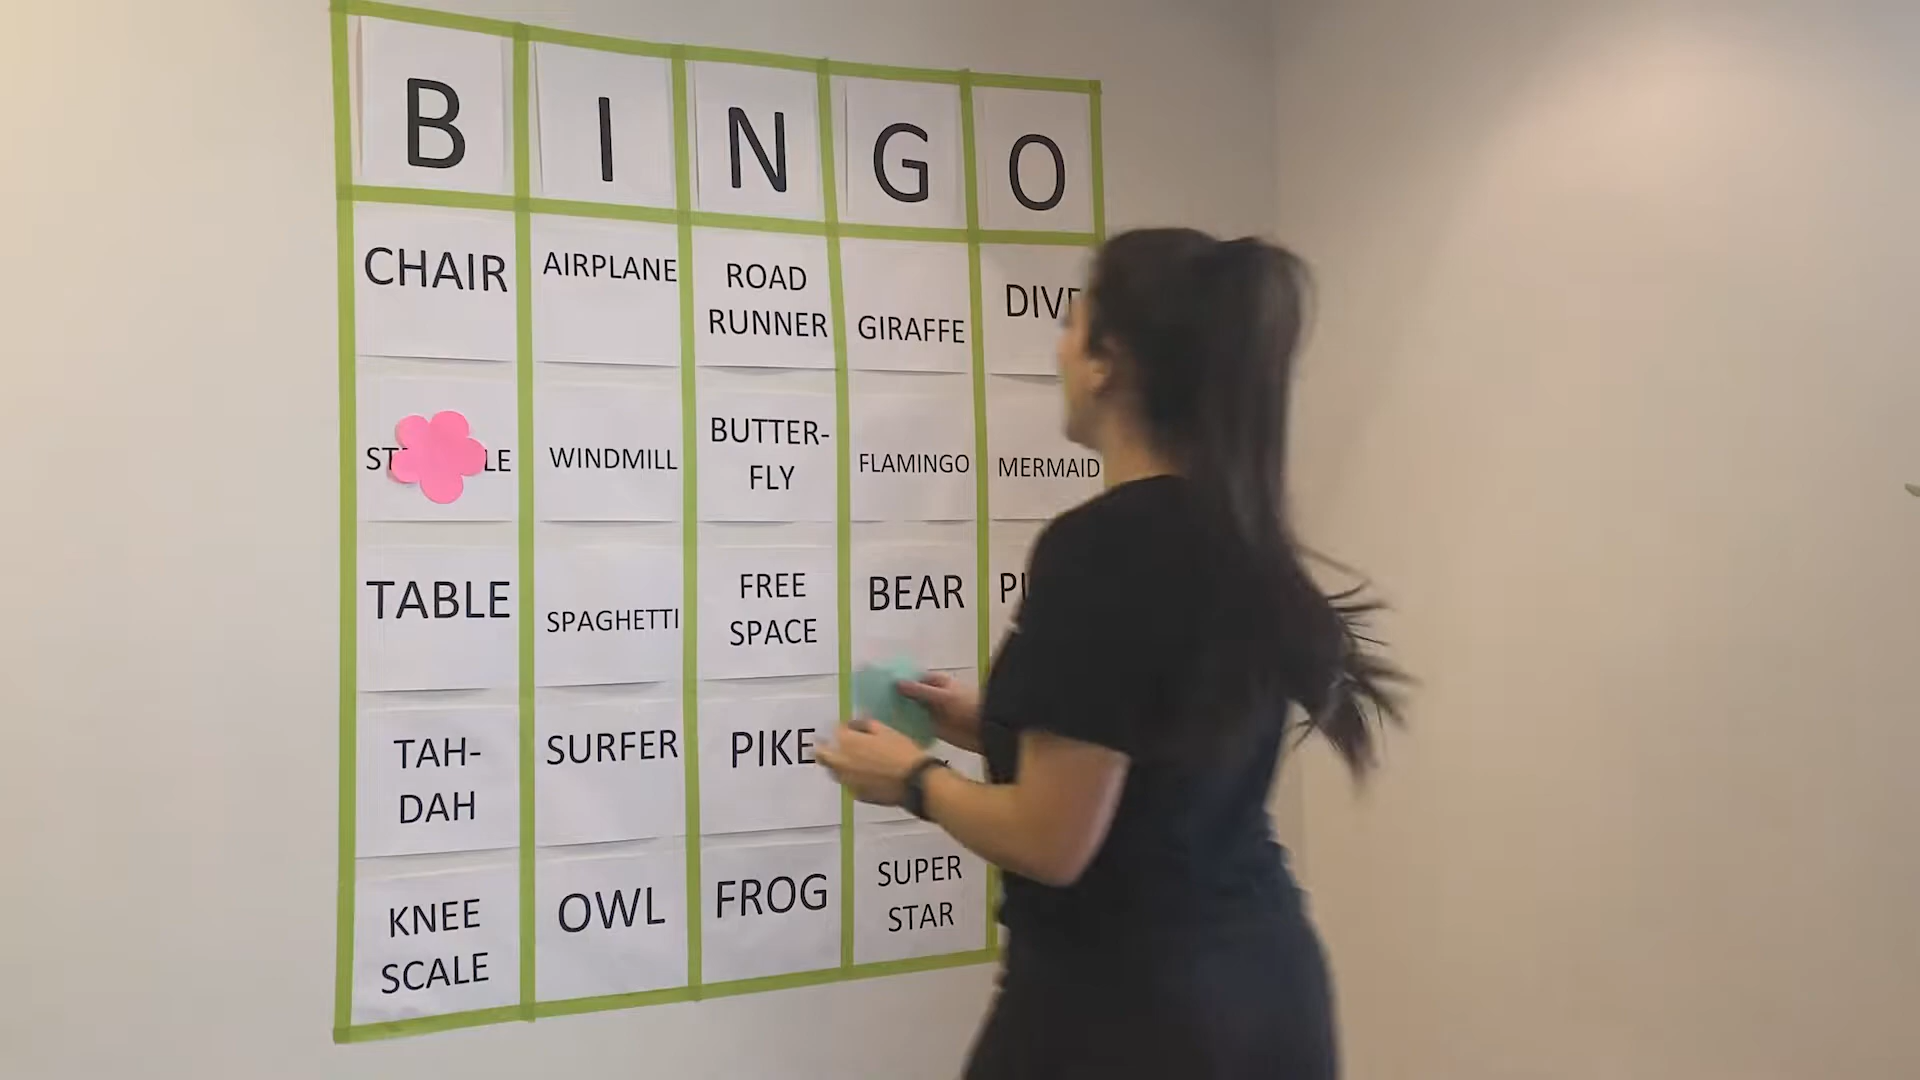 B I N G O
CHAIR AIRPLANE ROAD RUNNER GIRAFFE
WINDMILL BUTTER-
FLY FLAMINGO MERMAID
TABLE SPAGHETTI FREE
SPACE BEAR
TAH-
DAH SURFER PIKE
KNEE
SCALE OWL FROG SUPER
STAR